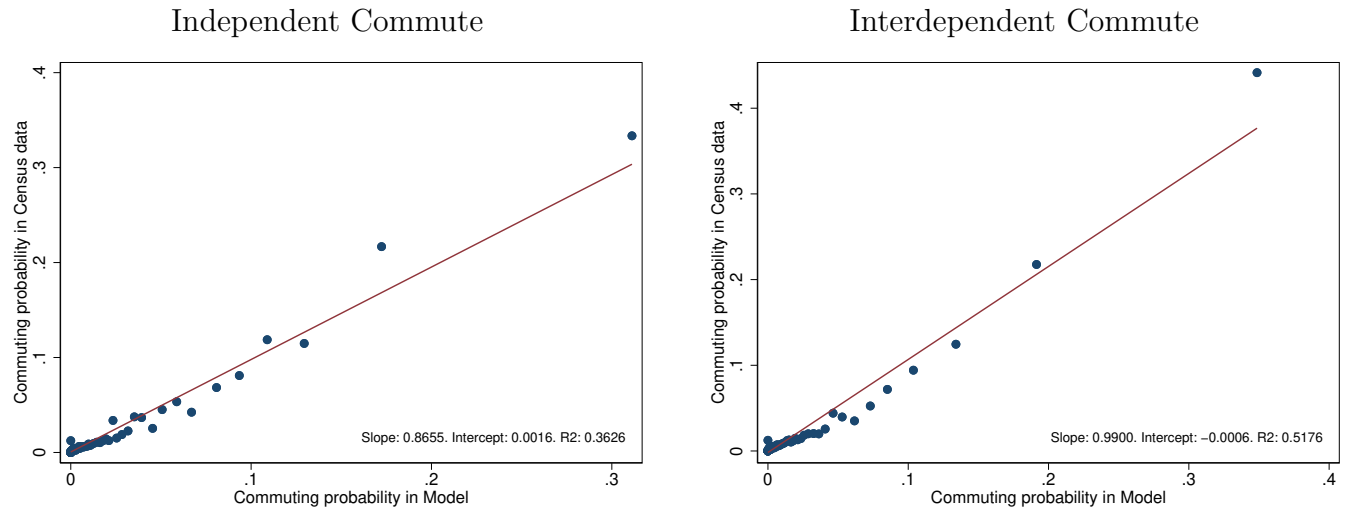 Independent Commute
Commuting probability in Census data
.4
.3
.2
.1
0
Slope: 0.8655. Intercept: 0.0016. R2: 0.3626
0 .1 .2 .3
Commuting probability in Model
Interdependent Commute
Commuting probability in Census data
.4
.3
.2
.1
0
Slope: 0.9900. Intercept: −0.0006. R2: 0.5176
0 .1 .2 .3 .4
Commuting probability in Model